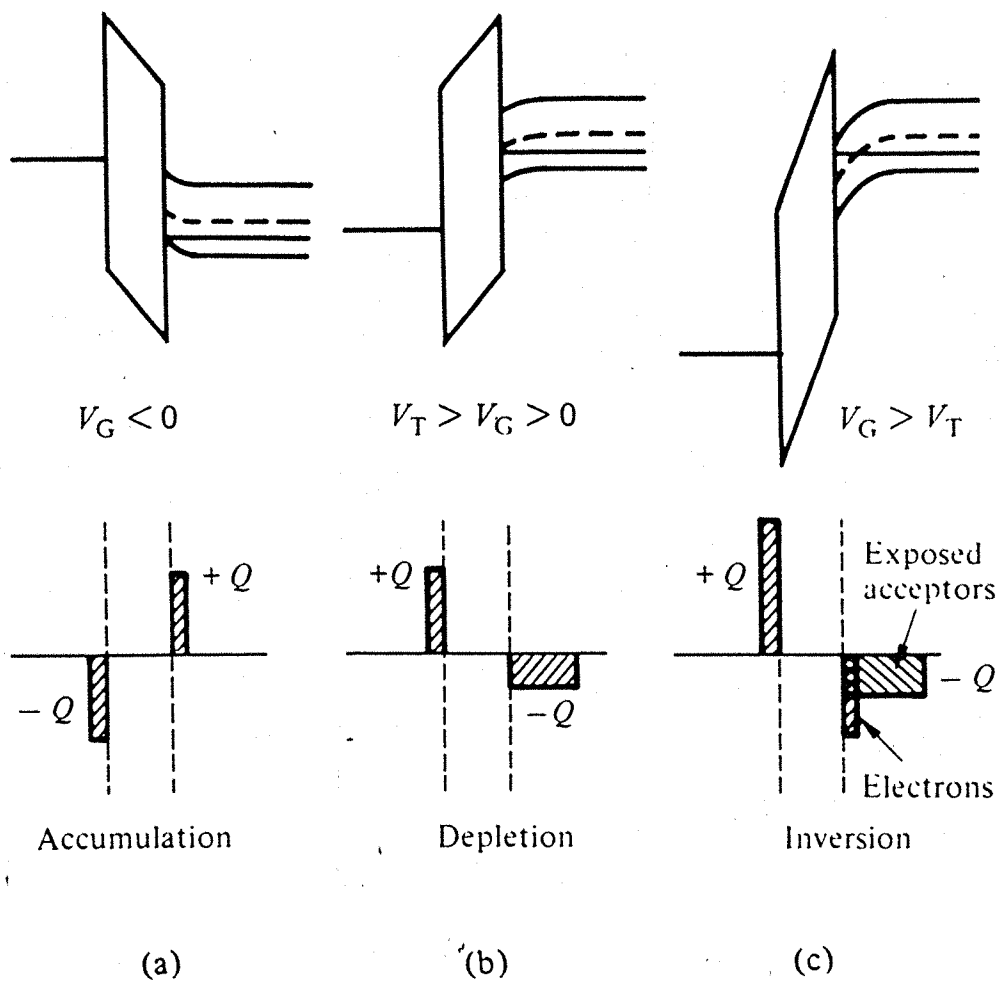 V_G < 0
V_T > V_G > 0
V_G > V_T
+ Q
− Q
+Q
−Q
+ Q
Exposed
acceptors
− Q
Electrons
Accumulation
Depletion
Inversion
(a)
(b)
(c)